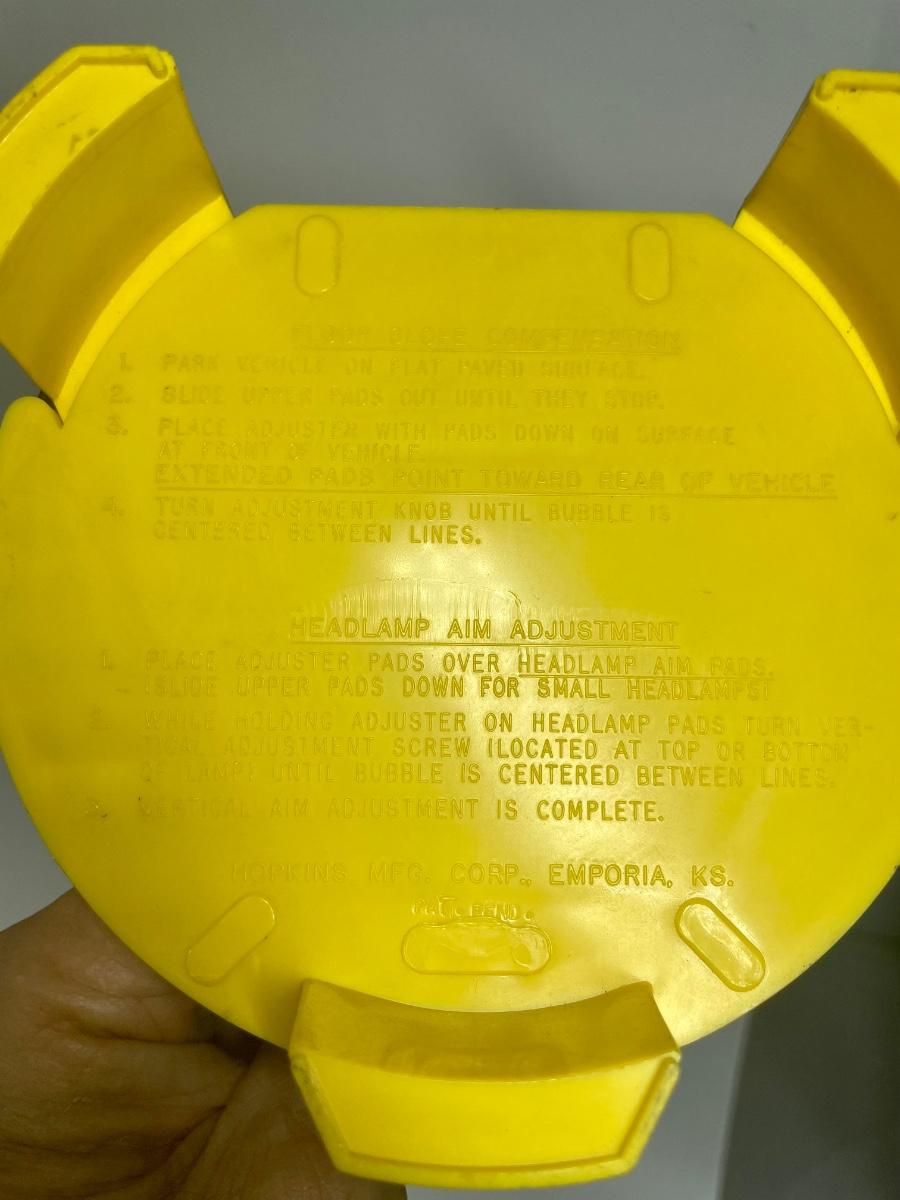 FLOOR SLOPE COMPENSATION
1. PARK VEHICLE ON FLAT PAVED SURFACE.
2. SLIDE UPPER PADS OUT UNTIL THEY STOP.
3. PLACE ADJUSTER WITH PADS DOWN ON SURFACE
AT FRONT OF VEHICLE.
EXTENDED PADS POINT TOWARD REAR OF VEHICLE
4. TURN ADJUSTMENT KNOB UNTIL BUBBLE IS
CENTERED BETWEEN LINES.
HEADLAMP AIM ADJUSTMENT
1. PLACE ADJUSTER PADS OVER HEADLAMP AIM PADS.
(SLIDE UPPER PADS DOWN FOR SMALL HEADLAMPS)
2. WHILE HOLDING ADJUSTER ON HEADLAMP PADS TURN VER-
TICAL ADJUSTMENT SCREW (LOCATED AT TOP OR BOTTOM
OF LAMP) UNTIL BUBBLE IS CENTERED BETWEEN LINES.
3. VERTICAL AIM ADJUSTMENT IS COMPLETE.
HOPKINS MFG. CORP., EMPORIA, KS.
PAT. PEND.